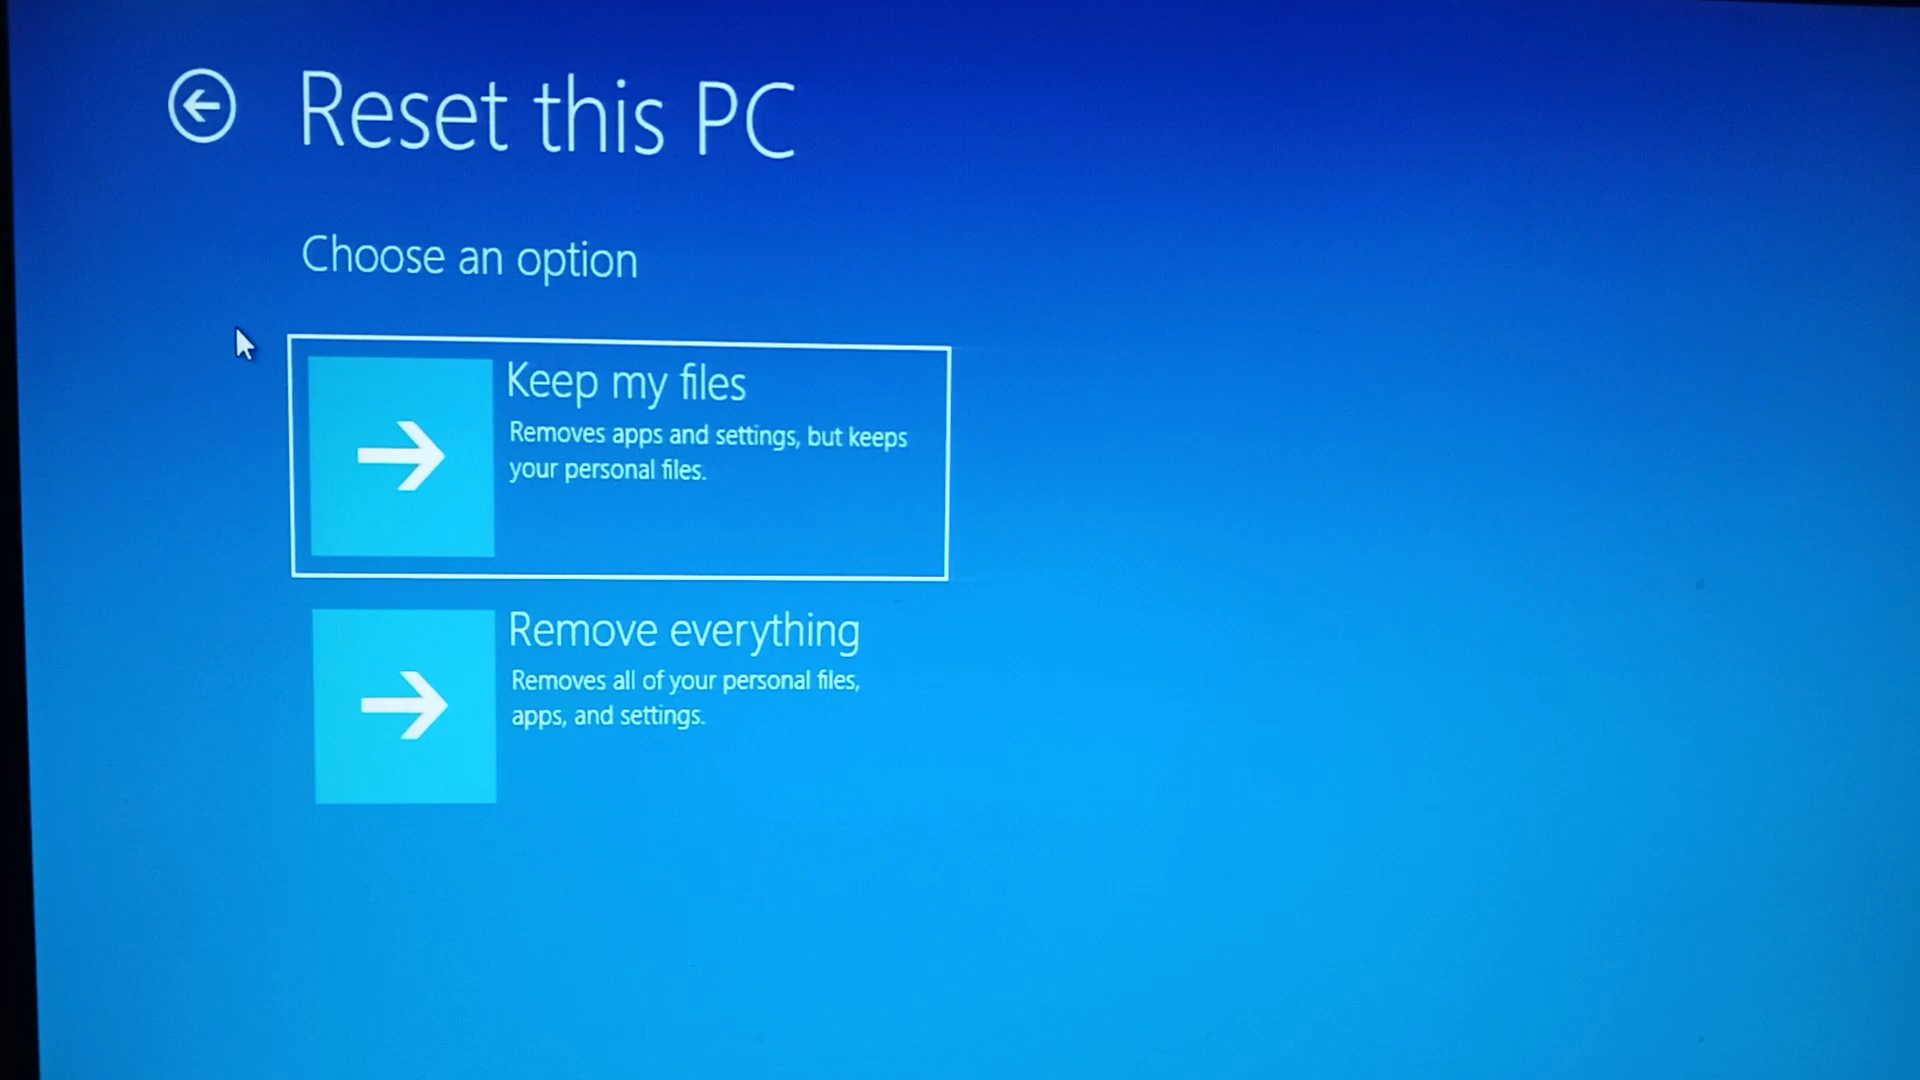 Reset this PC
Choose an option
Keep my files
Removes apps and settings, but keeps
your personal files.
Remove everything
Removes all of your personal files,
apps, and settings.